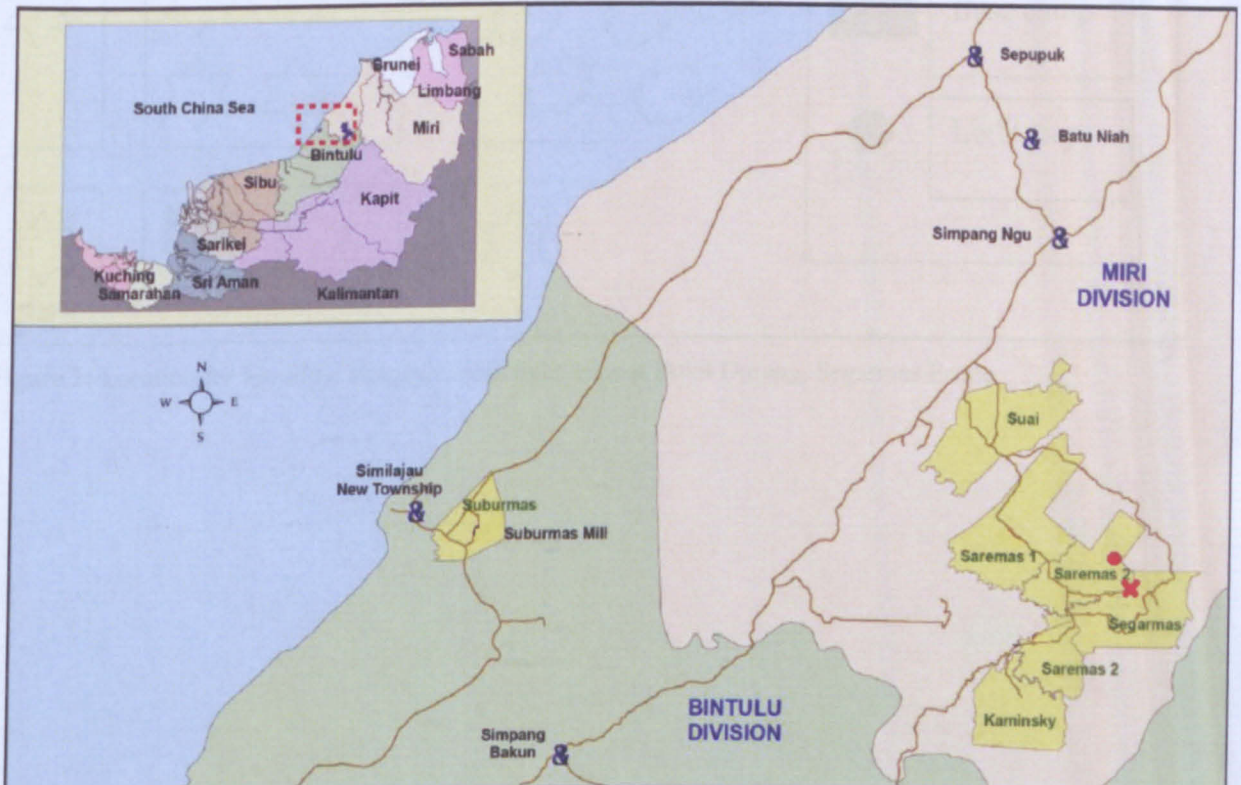 Sabah
Brunei
Limbang
South China Sea
Miri
Bintulu
Sibu
Kapit
Sarikei
Kuching
Sri Aman
Samarahan
Kalimantan
&
Sepupuk
&
Batu Niah
Simpang Ngu
&
MIRI
DIVISION
N
W
E
S
Suai
Similajau
New Township
&
Suburmas
Suburmas Mill
Saremas 1
Saremas 2
Segarmas
Saremas 2
Kaminsky
BINTULU
DIVISION
Simpang
Bakun
&